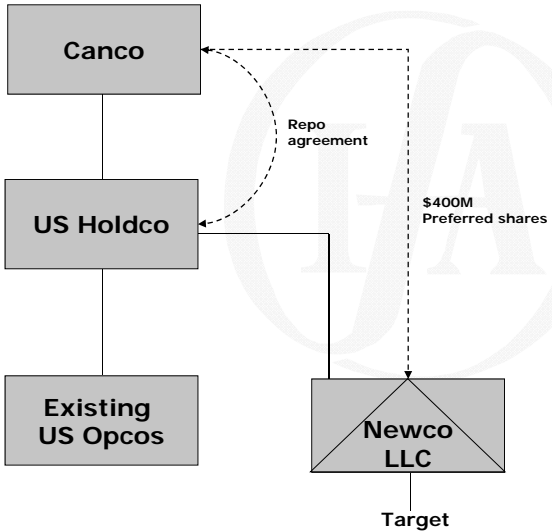 Canco
Repo
agreement
$400M
Preferred shares
US Holdco
Existing
US Opcos
Newco
LLC
Target